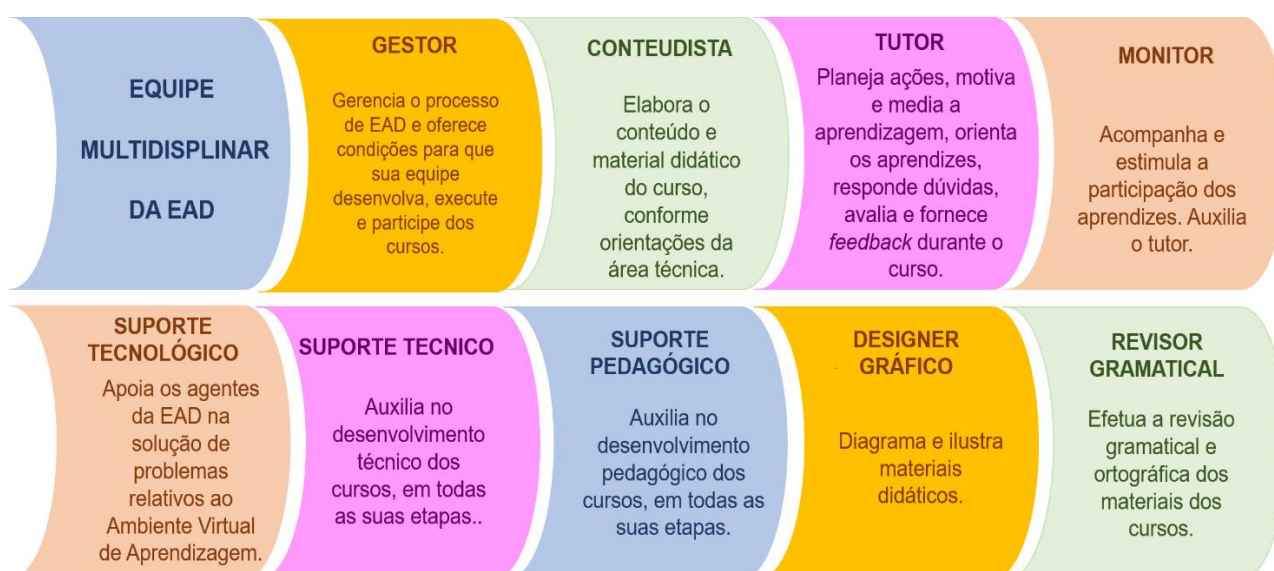 EQUIPE
MULTIDISPLINAR
DA EAD
GESTOR
Gerencia o processo
de EAD e oferece
condições para que
sua equipe
desenvolva, execute
e participe dos
cursos.
CONTEUDISTA
Elabora o
conteúdo e
material didático
do curso,
conforme
orientações da
área técnica.
TUTOR
Planeja ações, motiva
e media a
aprendizagem, orienta
os aprendizes,
responde dúvidas,
avalia e fornece
feedback durante o
curso.
MONITOR
Acompanha e
estimula a
participação dos
aprendizes. Auxilia
o tutor.
SUPORTE
TECNOLÓGICO
Apoia os agentes
da EAD na
solução de
problemas
relativos ao
Ambiente Virtual
de Aprendizagem.
SUPORTE TECNICO
Auxilia no
desenvolvimento
técnico dos
cursos, em todas
as suas etapas..
SUPORTE
PEDAGÓGICO
Auxilia no
desenvolvimento
pedagógico dos
cursos, em todas as
suas etapas.
DESIGNER
GRÁFICO
Diagrama e ilustra
materiais
didáticos.
REVISOR
GRAMATICAL
Efetua a revisão
gramatical e
ortográfica dos
materiais dos
cursos.